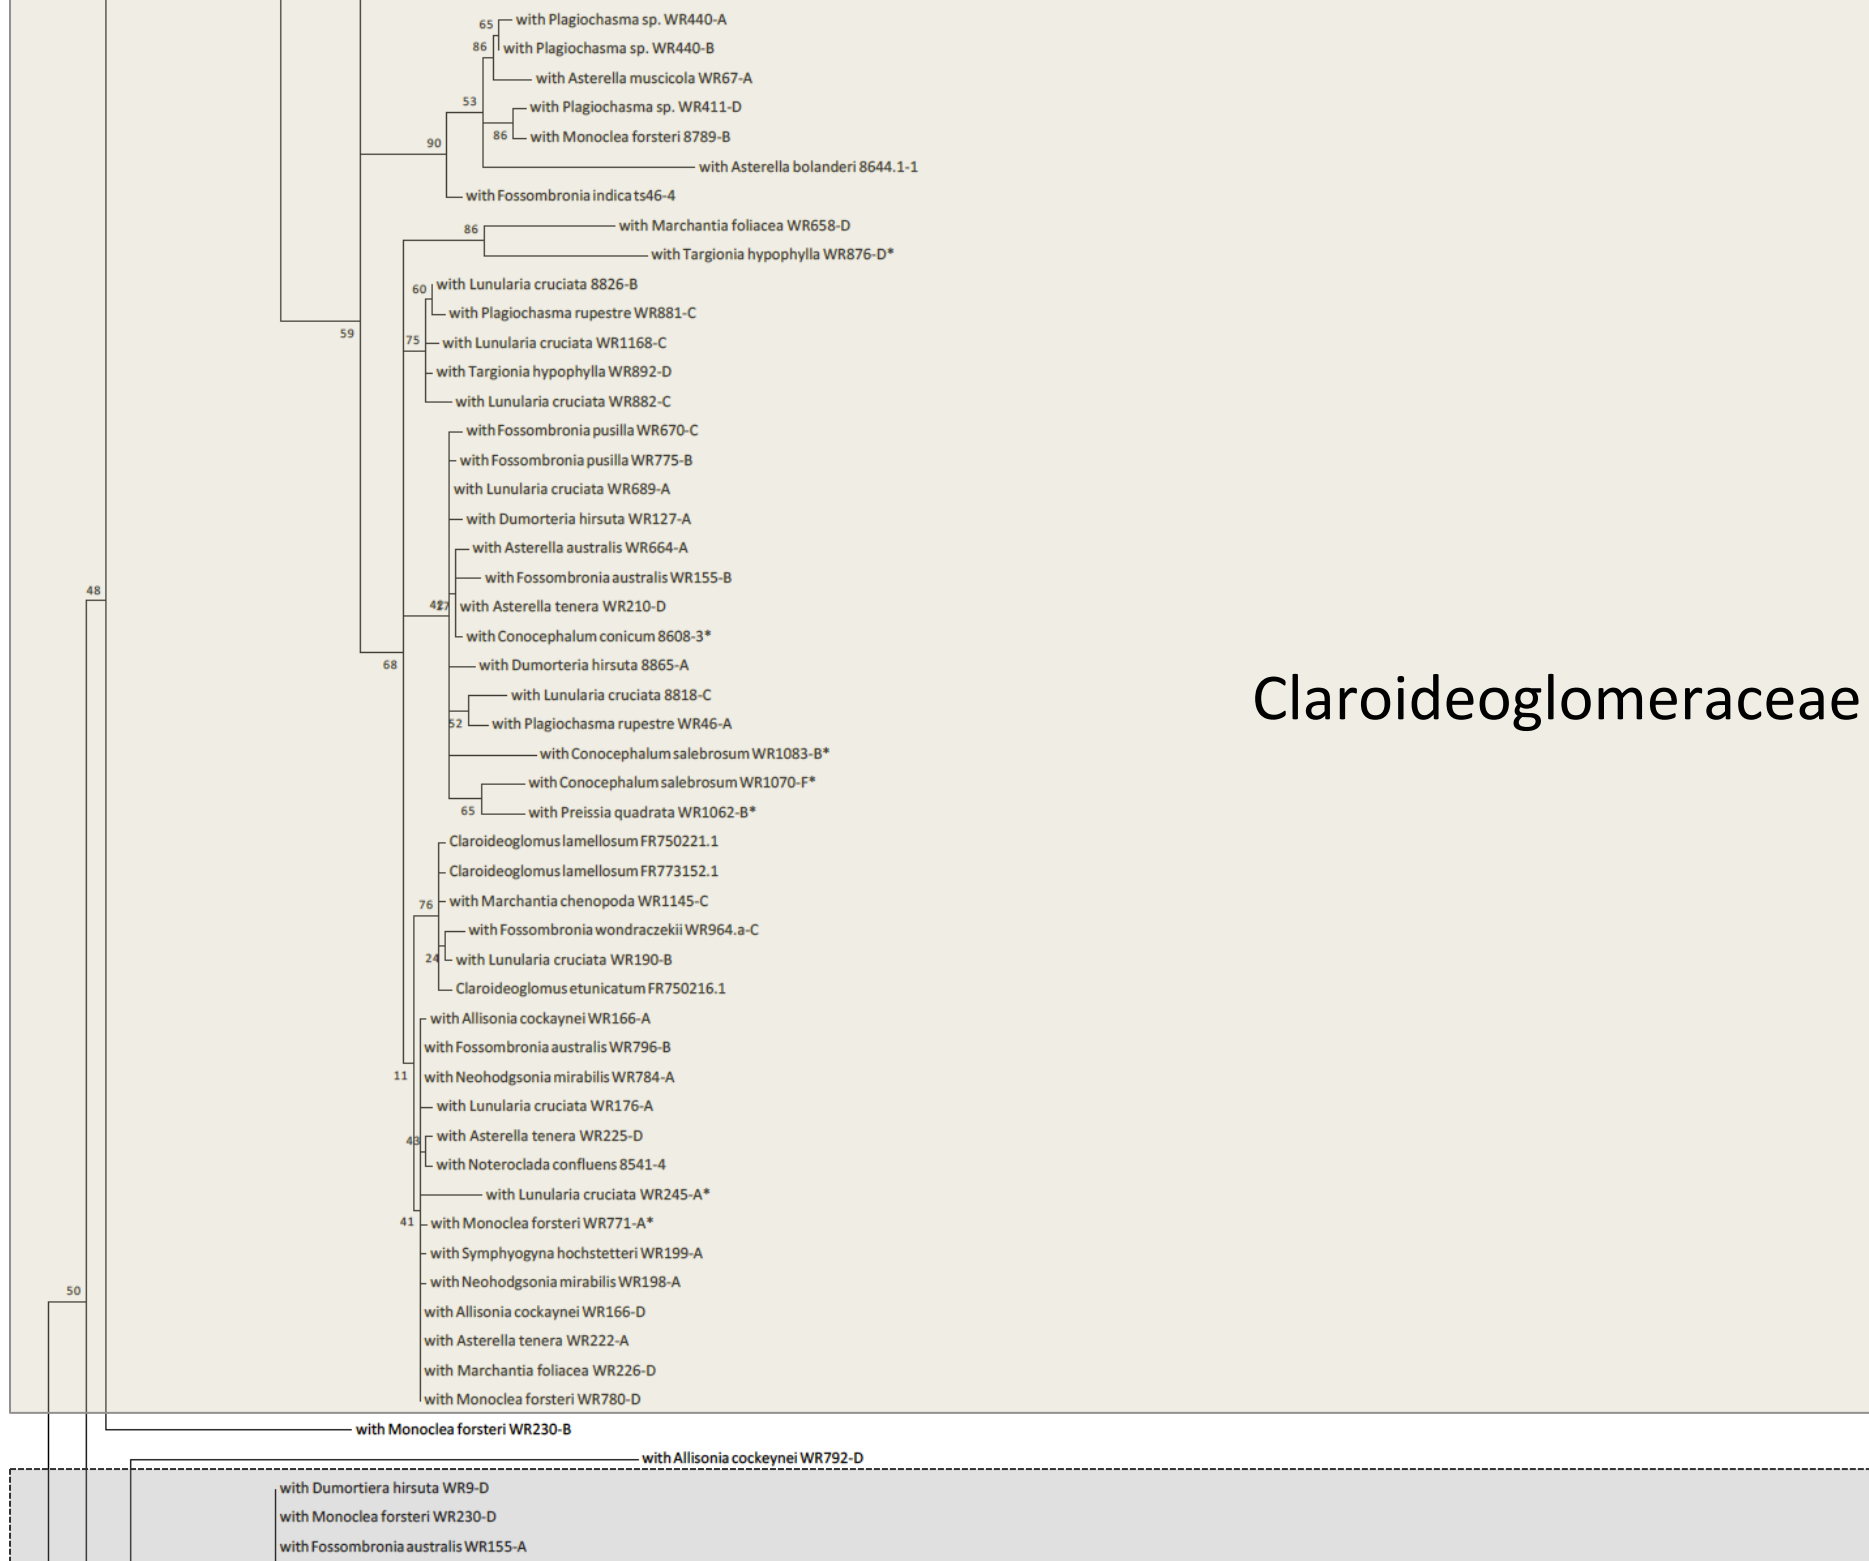 65
with Plagiochasma sp. WR440-A
86
with Plagiochasma sp. WR440-B
with Asterella muscicola WR67-A
53
with Plagiochasma sp. WR411-D
86
with Monoclea forsteri 8789-B
90
with Asterella bolanderi 8644.1-1
with Fossombronia indica ts46-4
86
with Marchantia foliacea WR658-D
with Targionia hypophylla WR876-D*
60
with Lunularia cruciata 8826-B
with Plagiochasma rupestre WR881-C
59
75
with Lunularia cruciata WR1168-C
with Targionia hypophylla WR892-D
with Lunularia cruciata WR882-C
with Fossombronia pusilla WR670-C
with Fossombronia pusilla WR775-B
with Lunularia cruciata WR689-A
with Dumorteria hirsuta WR127-A
with Asterella australis WR664-A
with Fossombronia australis WR155-B
48
with Asterella tenera WR210-D
with Conocephalum conicum 8608-3*
68
with Dumorteria hirsuta 8865-A
with Lunularia cruciata 8818-C
Claroideoglomeraceae
52
with Plagiochasma rupestre WR46-A
with Conocephalum salebrosum WR1083-B*
with Conocephalum salebrosum WR1070-F*
65
with Preissia quadrata WR1062-B*
Claroideoglomus lamellosum FR750221.1
Claroideoglomus lamellosum FR773152.1
76
with Marchantia chenopoda WR1145-C
with Fossombronia wondraczekii WR964.a-C
24
with Lunularia cruciata WR190-B
Claroideoglomus etunicatum FR750216.1
with Allisonia cockaynei WR166-A
with Fossombronia australis WR796-B
11
with Neohodgsonia mirabilis WR784-A
with Lunularia cruciata WR176-A
43
with Asterella tenera WR225-D
with Noteroclada confluens 8541-4
with Lunularia cruciata WR245-A*
41
with Monoclea forsteri WR771-A*
with Symphyogyna hochstetteri WR199-A
with Neohodgsonia mirabilis WR198-A
50
with Allisonia cockaynei WR166-D
with Asterella tenera WR222-A
with Marchantia foliacea WR226-D
with Monoclea forsteri WR780-D
with Monoclea forsteri WR230-B
with Allisonia cockeynei WR792-D
with Dumortiera hirsuta WR9-D
with Monoclea forsteri WR230-D
with Fossombronia australis WR155-A